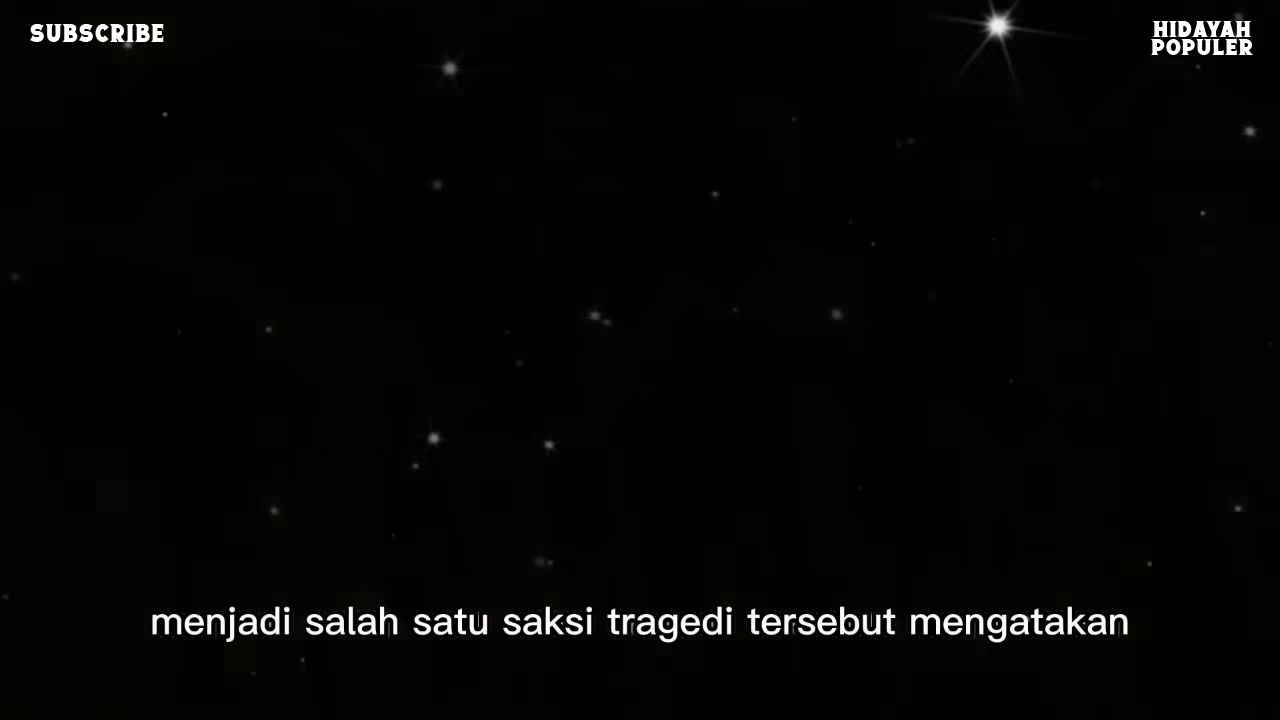 SUBSCRIBE
HIDAYAH
POPULER
menjadi salah satu saksi tragedi tersebut mengatakan